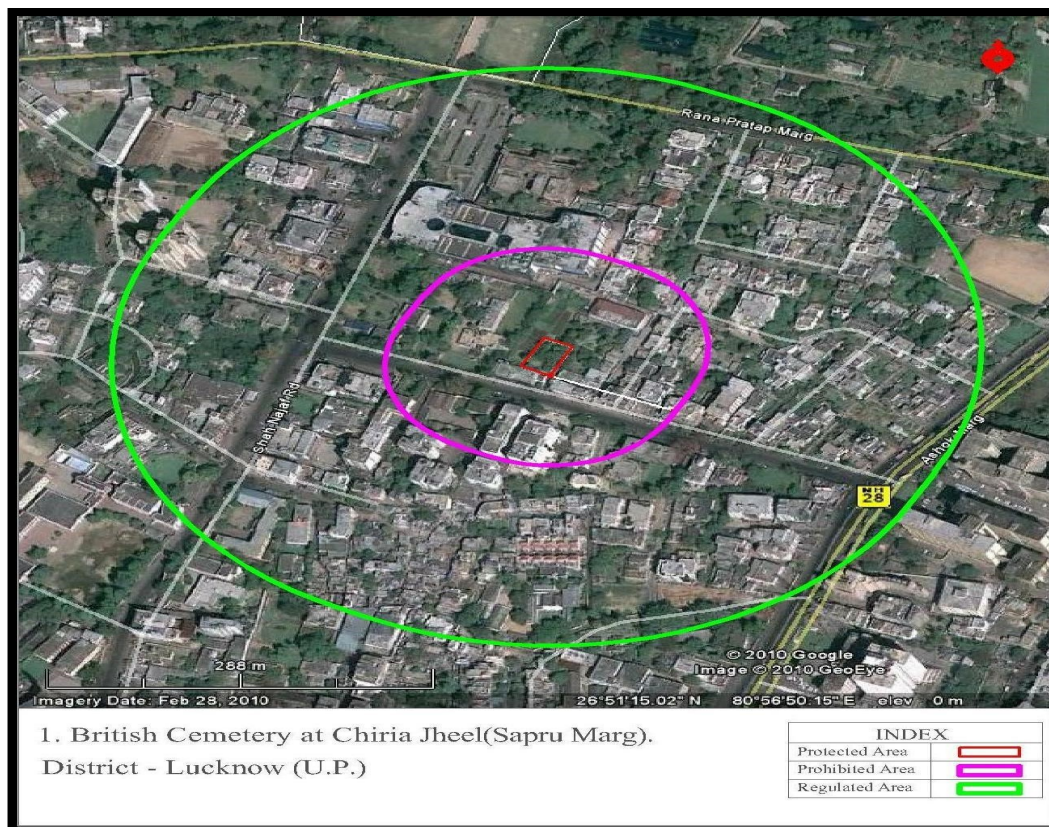 Rana Pratap Marg
Shah Najaf Rd
Ashok Marg
NH
28
288 m
© 2010 Google
Image © 2010 GeoEye
Imagery Date: Feb 28, 2010
26°51'15.02" N 80°56'50.15" E elev 0 m
1. British Cemetery at Chiria Jheel(Sapru Marg).
District - Lucknow (U.P.)
INDEX
Protected Area
Prohibited Area
Regulated Area